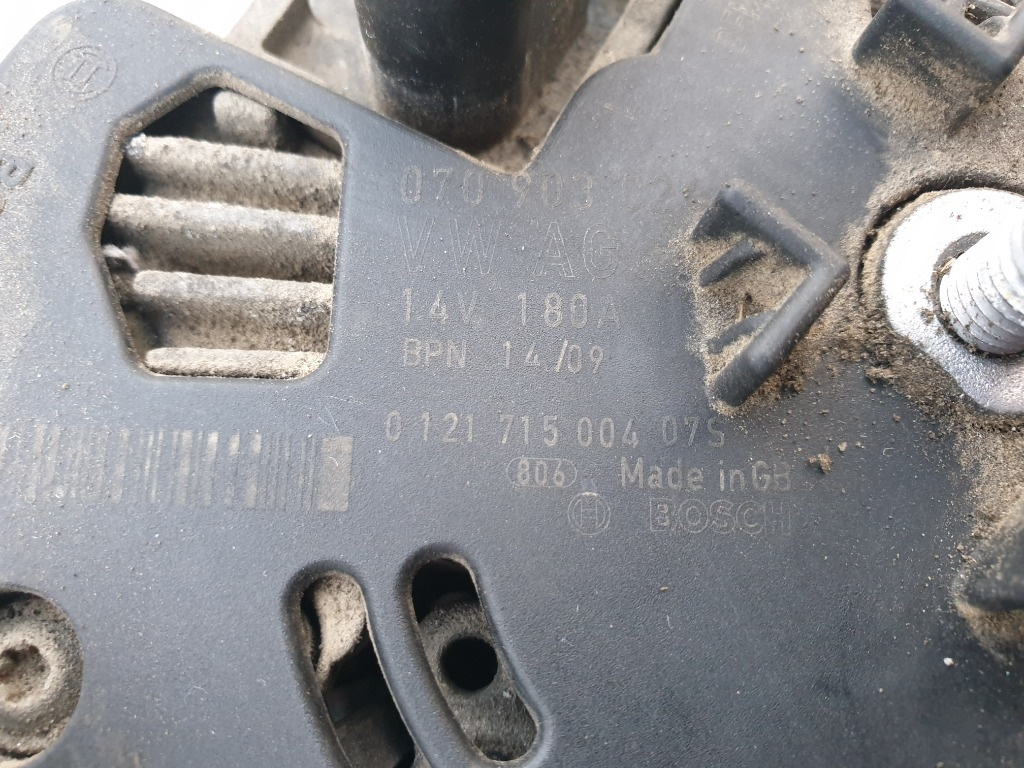 070 903
VW AG
14V 180A
BPN 14/09
0 121 715 004 07S
806 Made in GB
BOSCH